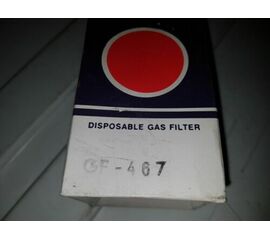 DISPOSABLE GAS FILTER
GF-467